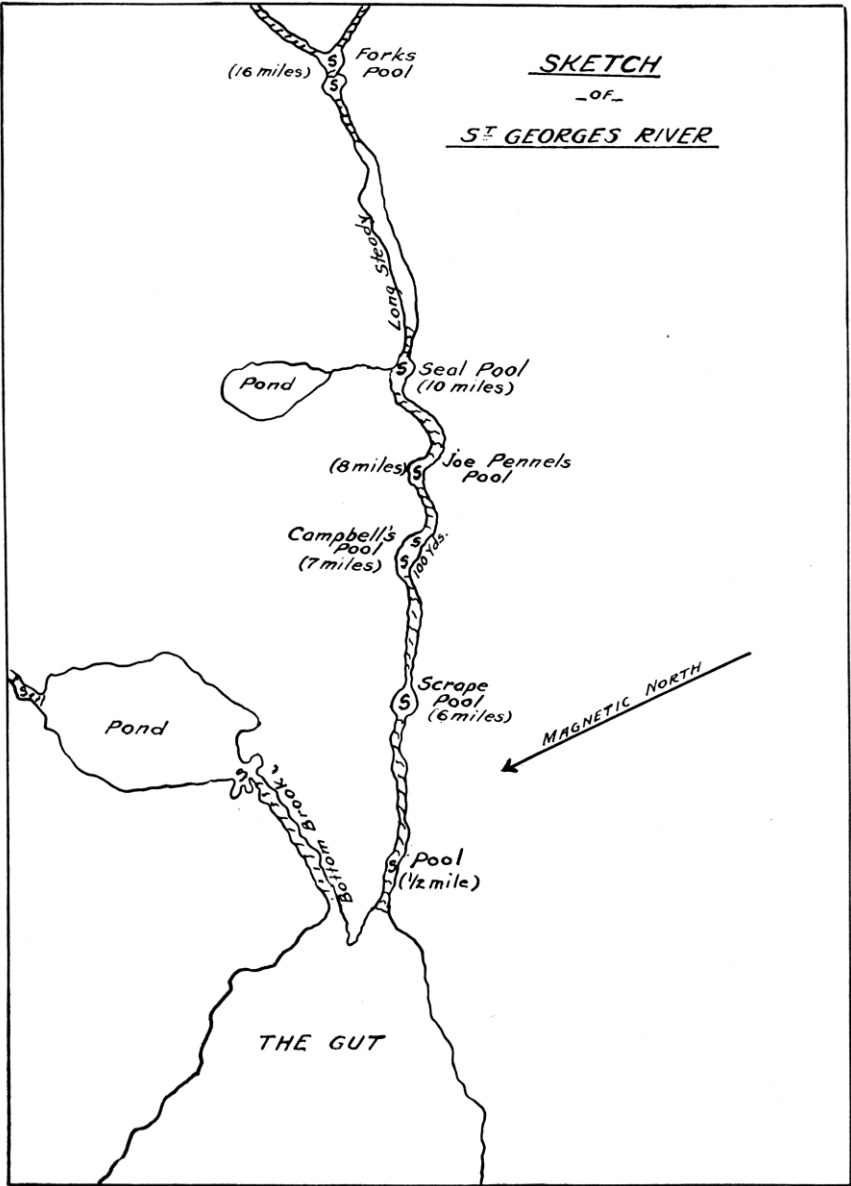 SKETCH
_OF_
ST GEORGES RIVER
Forks
Pool
(16 miles)
Long Steady
Seal Pool
(10 miles)
Pond
(8 miles)
Joe Pennels
Pool
Campbell's
Pool
(7 miles)
100 Yds.
Scrape
Pool
(6 miles)
MAGNETIC NORTH
Pond
Bottom Brook
Pool
(1/2 mile)
THE GUT
S
S
S
S
S
S
S
S
S
S